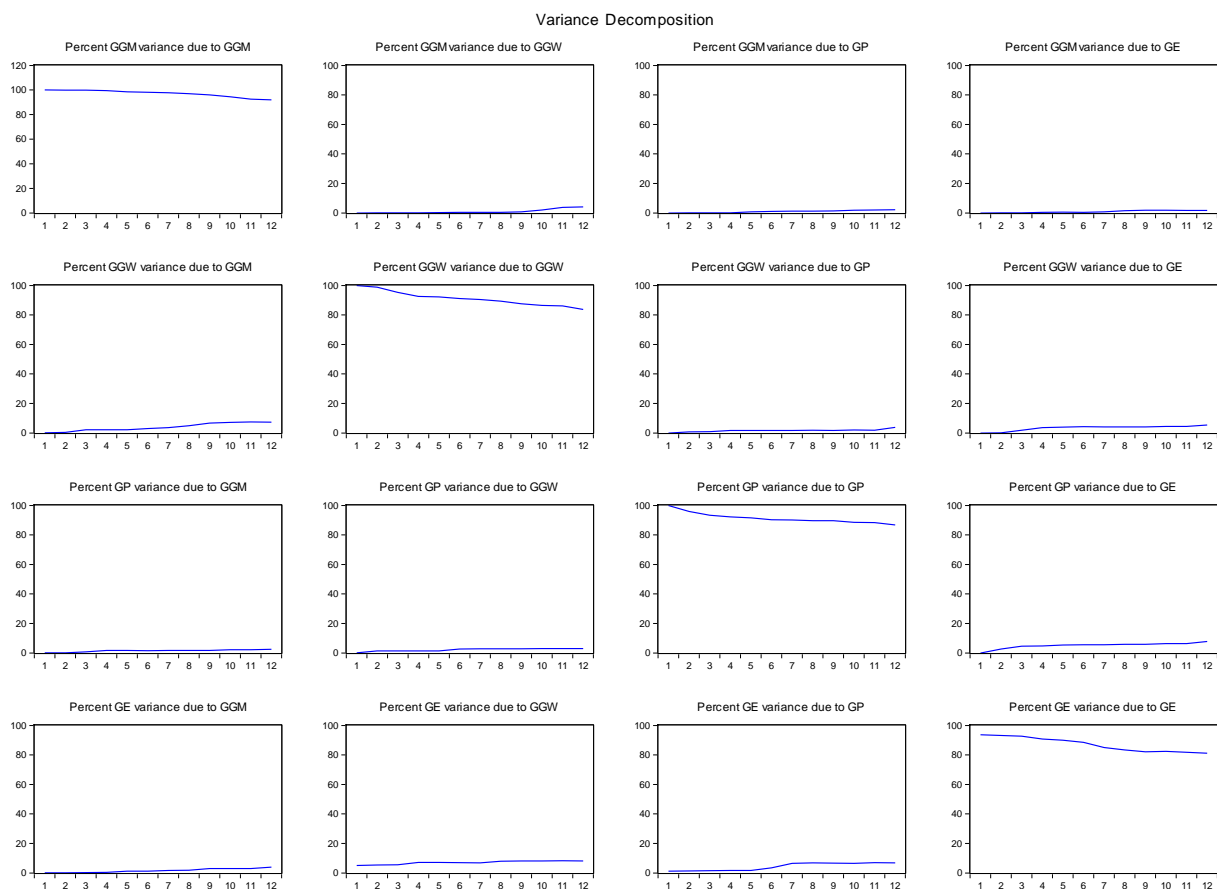 Variance Decomposition
Percent GGM variance due to GGM
120
100
80
60
40
20
0
1 2 3 4 5 6 7 8 9 10 11 12
Percent GGM variance due to GGW
100
80
60
40
20
0
1 2 3 4 5 6 7 8 9 10 11 12
Percent GGM variance due to GP
100
80
60
40
20
0
1 2 3 4 5 6 7 8 9 10 11 12
Percent GGM variance due to GE
100
80
60
40
20
0
1 2 3 4 5 6 7 8 9 10 11 12
Percent GGW variance due to GGM
100
80
60
40
20
0
1 2 3 4 5 6 7 8 9 10 11 12
Percent GGW variance due to GGW
100
80
60
40
20
0
1 2 3 4 5 6 7 8 9 10 11 12
Percent GGW variance due to GP
100
80
60
40
20
0
1 2 3 4 5 6 7 8 9 10 11 12
Percent GGW variance due to GE
100
80
60
40
20
0
1 2 3 4 5 6 7 8 9 10 11 12
Percent GP variance due to GGM
100
80
60
40
20
0
1 2 3 4 5 6 7 8 9 10 11 12
Percent GP variance due to GGW
100
80
60
40
20
0
1 2 3 4 5 6 7 8 9 10 11 12
Percent GP variance due to GP
100
80
60
40
20
0
1 2 3 4 5 6 7 8 9 10 11 12
Percent GP variance due to GE
100
80
60
40
20
0
1 2 3 4 5 6 7 8 9 10 11 12
Percent GE variance due to GGM
100
80
60
40
20
0
1 2 3 4 5 6 7 8 9 10 11 12
Percent GE variance due to GGW
100
80
60
40
20
0
1 2 3 4 5 6 7 8 9 10 11 12
Percent GE variance due to GP
100
80
60
40
20
0
1 2 3 4 5 6 7 8 9 10 11 12
Percent GE variance due to GE
100
80
60
40
20
0
1 2 3 4 5 6 7 8 9 10 11 12